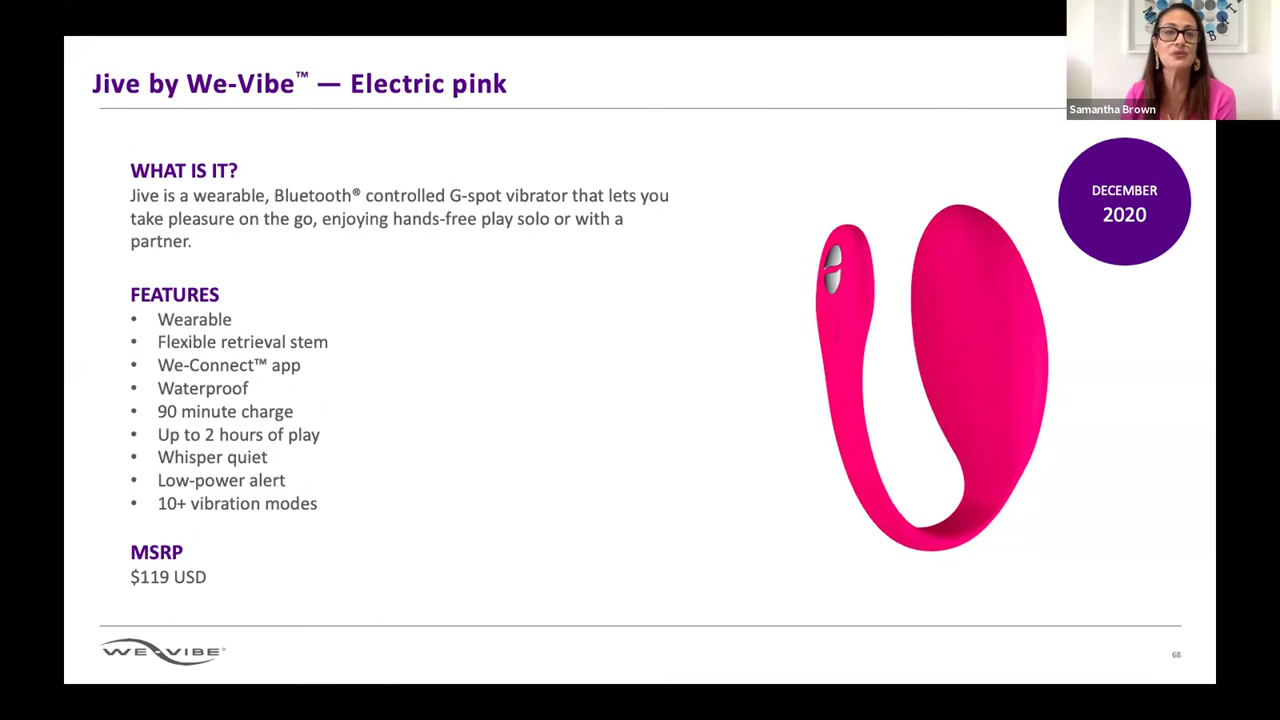 Jive by We-Vibe™ — Electric pink
Samantha Brown
DECEMBER
2020
WHAT IS IT?
Jive is a wearable, Bluetooth® controlled G-spot vibrator that lets you
take pleasure on the go, enjoying hands-free play solo or with a
partner.
FEATURES
• Wearable
• Flexible retrieval stem
• We-Connect™ app
• Waterproof
• 90 minute charge
• Up to 2 hours of play
• Whisper quiet
• Low-power alert
• 10+ vibration modes
MSRP
$119 USD
WE-VIBE®
68